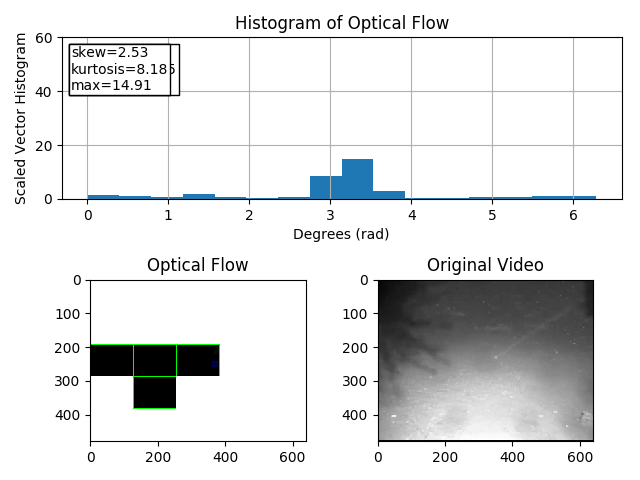 Histogram of Optical Flow
60
40
20
0
Scaled Vector Histogram
skew=2.53
kurtosis=8.185
max=14.91
0 1 2 3 4 5 6
Degrees (rad)
Optical Flow
0
100
200
300
400
0 200 400 600
Original Video
0
100
200
300
400
0 200 400 600